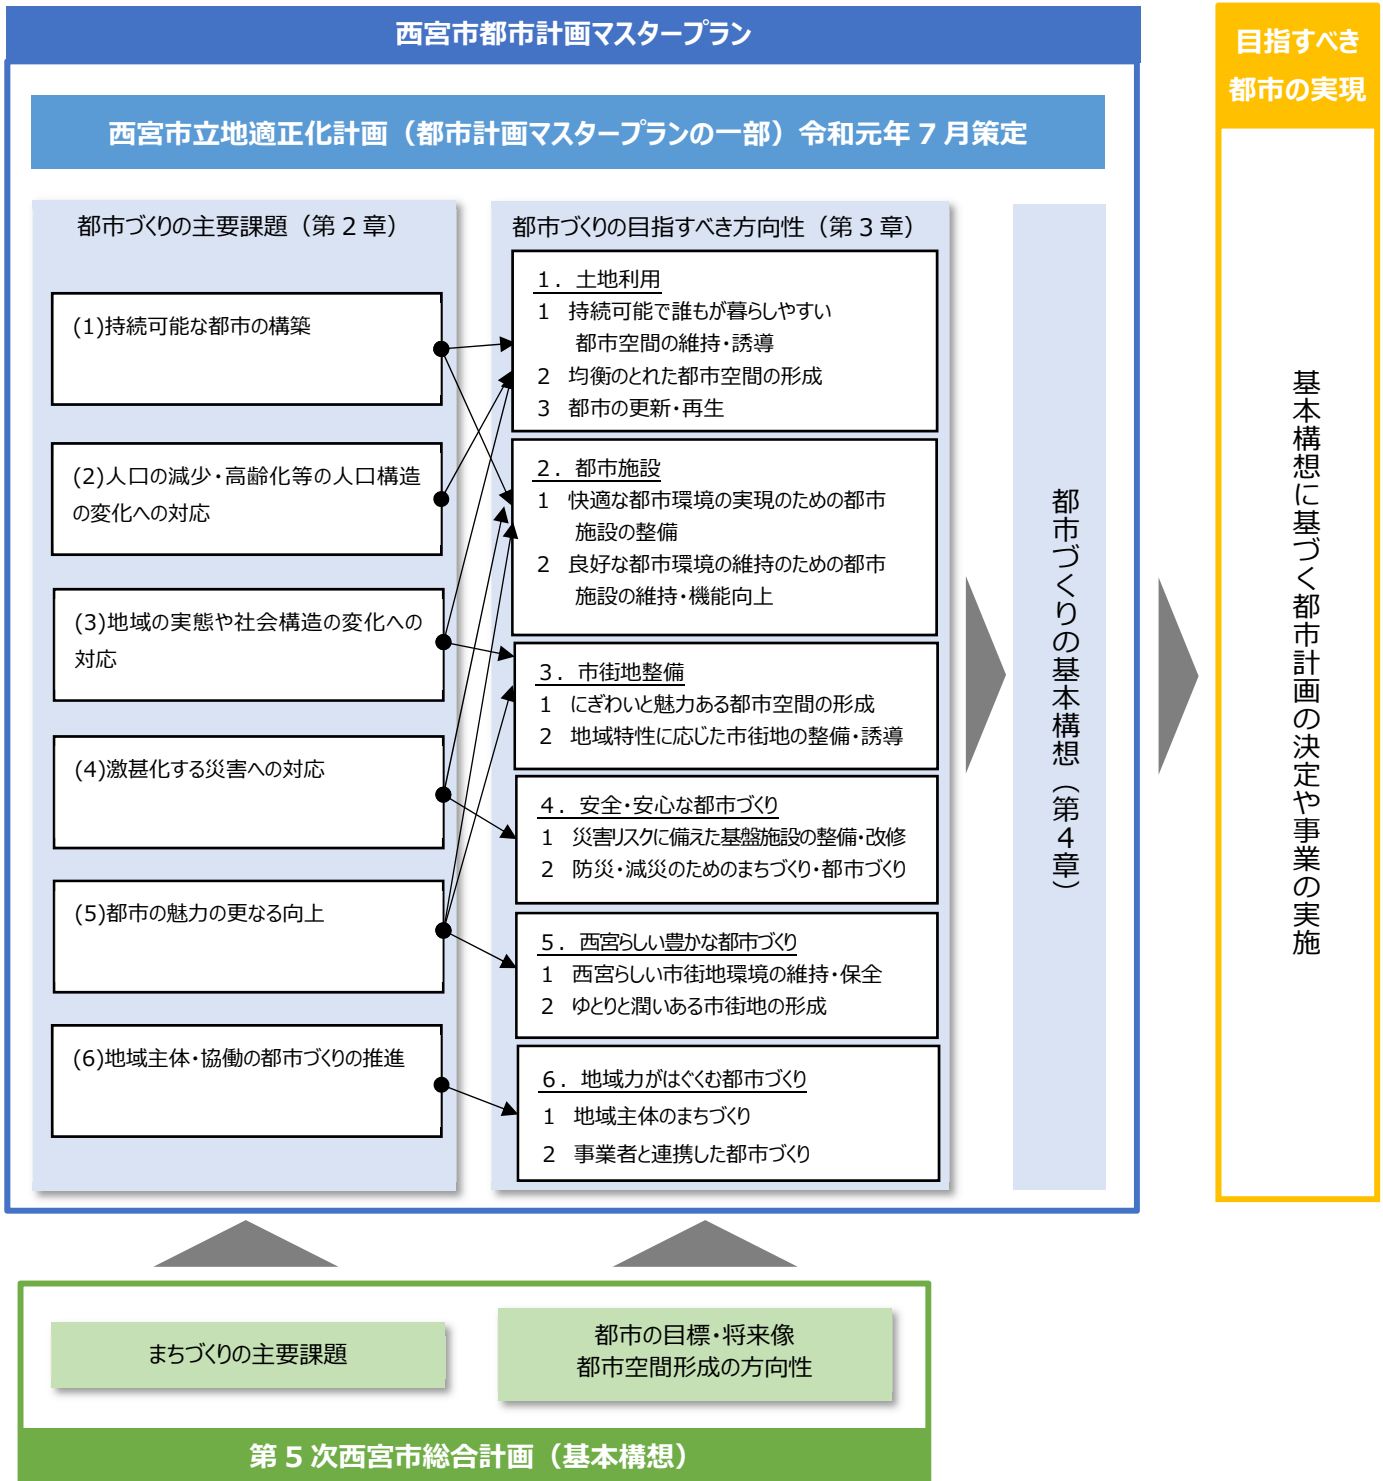 西宮市都市計画マスタープラン
西宮市立地適正化計画（都市計画マスタープランの一部）令和元年７月策定
都市づくりの主要課題（第２章）
(1)持続可能な都市の構築
(2)人口の減少・高齢化等の人口構造
の変化への対応
(3)地域の実態や社会構造の変化への
対応
(4)激甚化する災害への対応
(5)都市の魅力の更なる向上
(6)地域主体・協働の都市づくりの推進
都市づくりの目指すべき方向性（第３章）
１．土地利用
1　持続可能で誰もが暮らしやすい
都市空間の維持・誘導
2　均衡のとれた都市空間の形成
3　都市の更新・再生
２．都市施設
1　快適な都市環境の実現のための都市
施設の整備
2　良好な都市環境の維持のための都市
施設の維持・機能向上
３．市街地整備
1　にぎわいと魅力ある都市空間の形成
2　地域特性に応じた市街地の整備・誘導
４．安全・安心な都市づくり
1　災害リスクに備えた基盤施設の整備・改修
2　防災・減災のためのまちづくり・都市づくり
５．西宮らしい豊かな都市づくり
1　西宮らしい市街地環境の維持・保全
2　ゆとりと潤いある市街地の形成
６．地域力がはぐくむ都市づくり
1　地域主体のまちづくり
2　事業者と連携した都市づくり
都市づくりの基本構想（第４章）
目指すべき
都市の実現
基本構想に基づく都市計画の決定や事業の実施
まちづくりの主要課題
都市の目標・将来像
都市空間形成の方向性
第５次西宮市総合計画（基本構想）